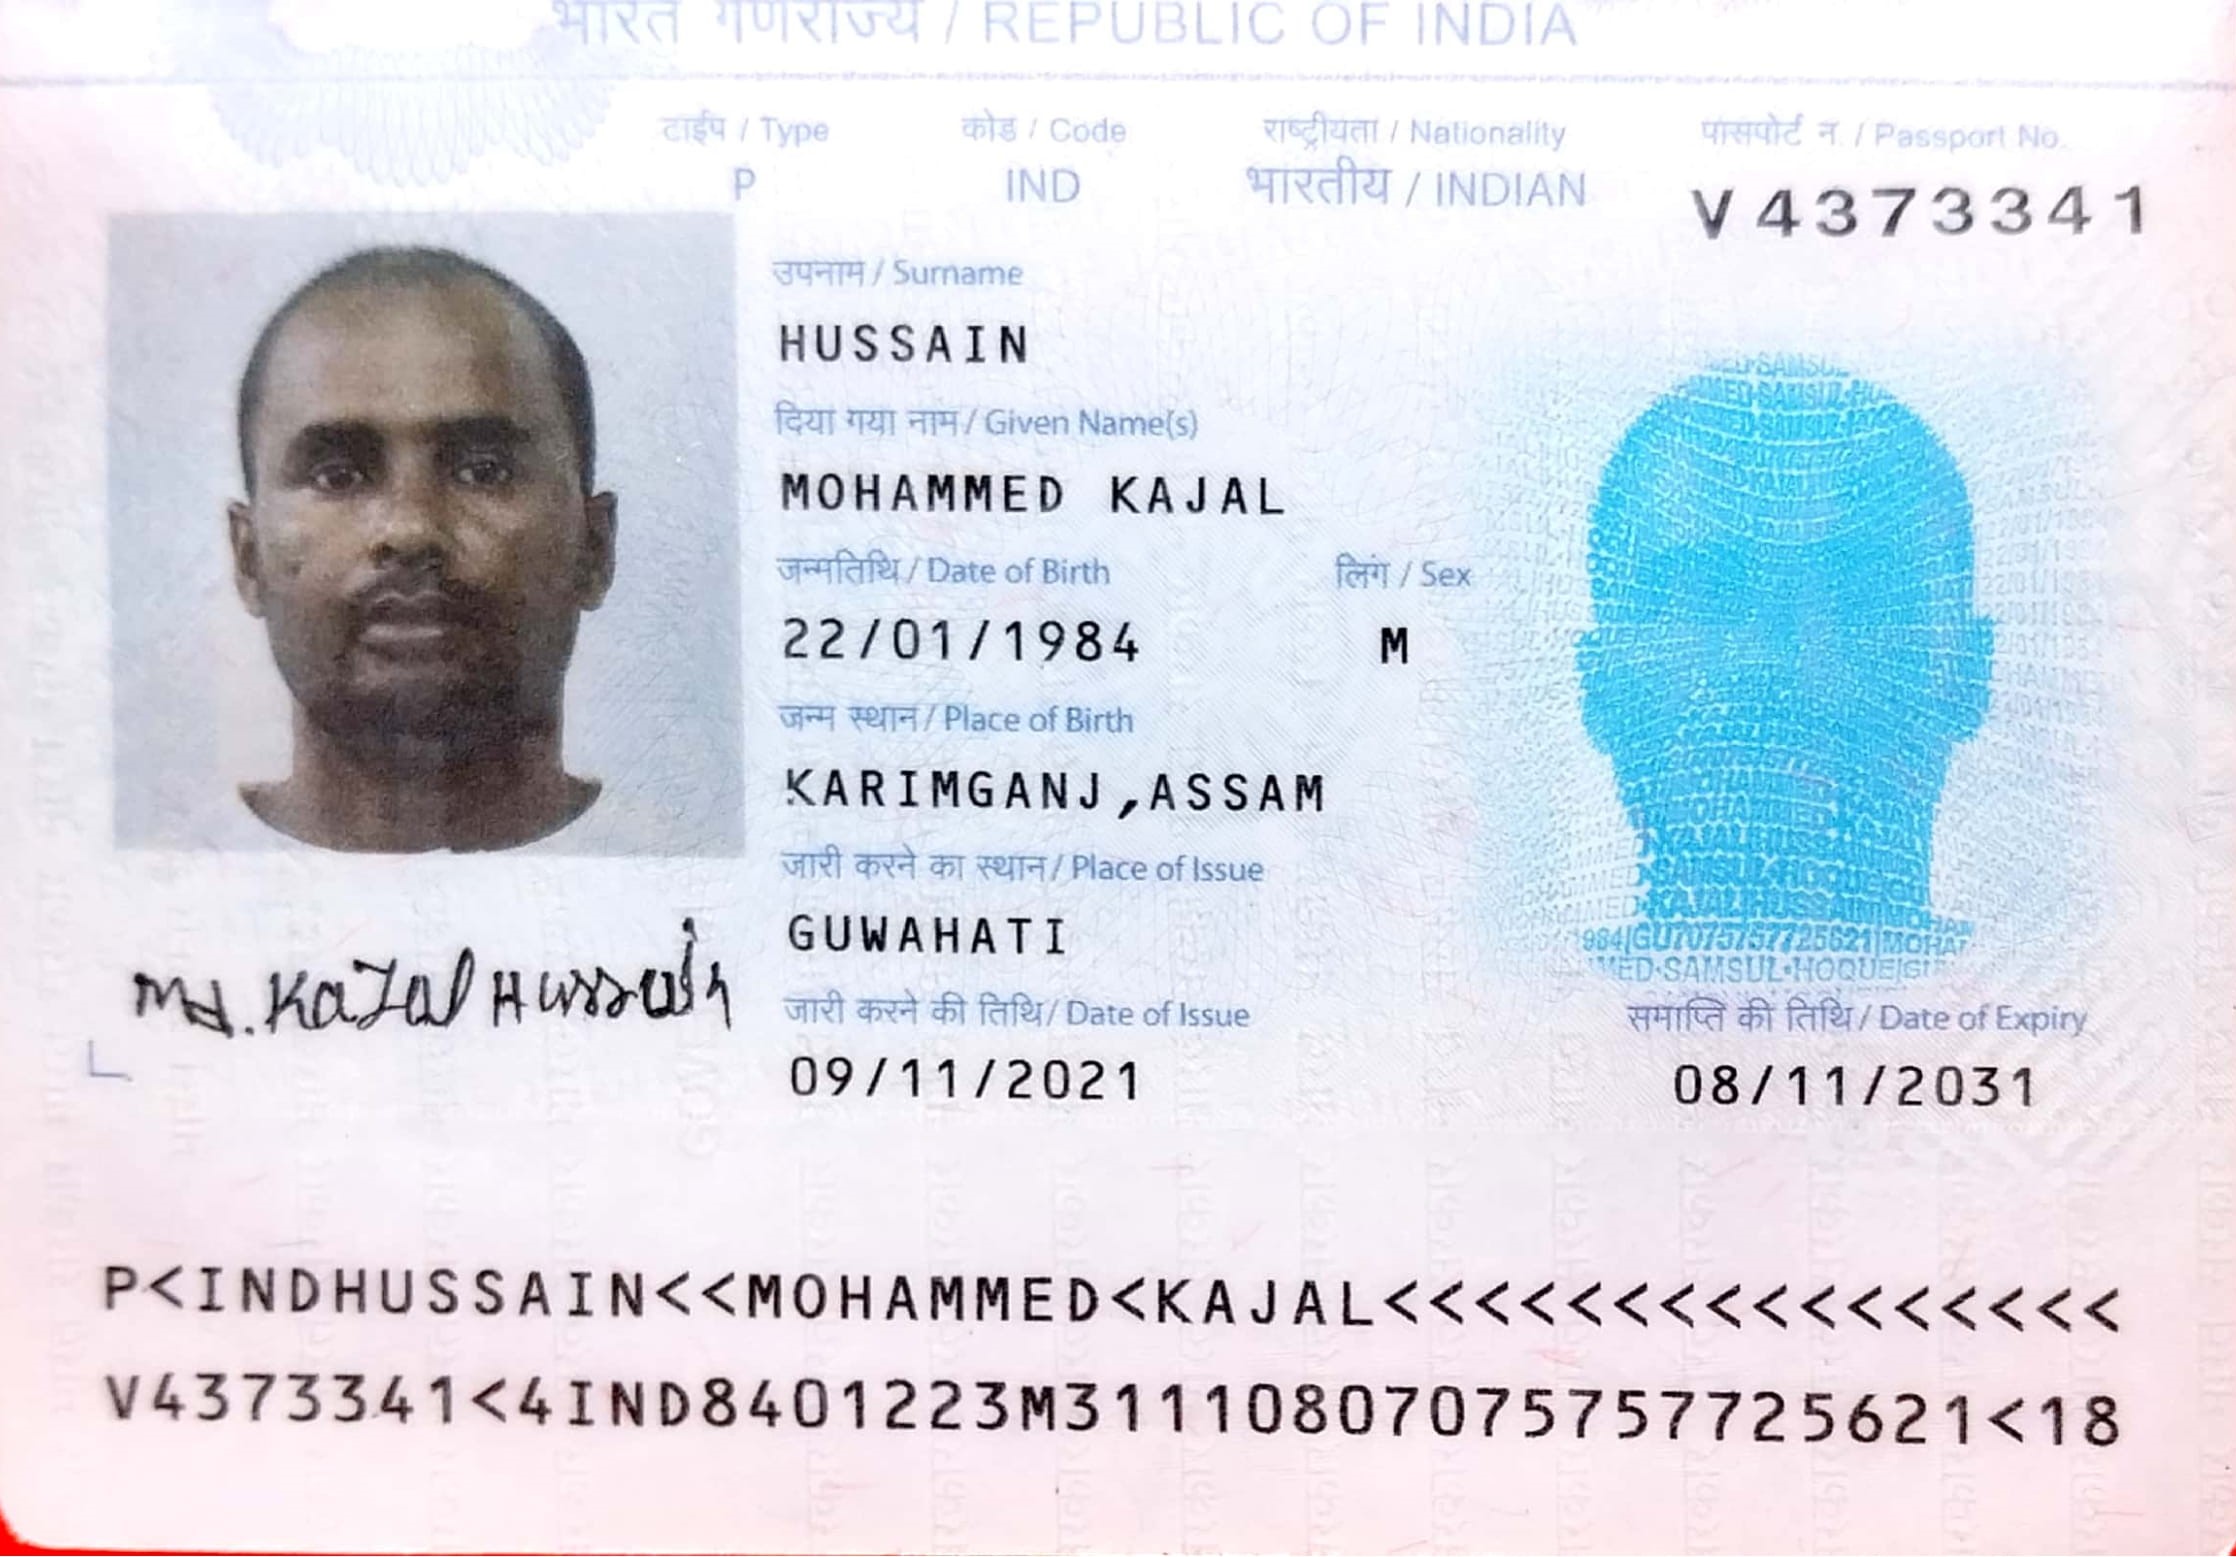 भारत गणराज्य / REPUBLIC OF INDIA
टाईप / Type कोड / Code राष्ट्रीयता / Nationality पासपोर्ट न. / Passport No.
P IND भारतीय / INDIAN V4373341
उपनाम / Surname
HUSSAIN
दिया गया नाम / Given Name(s)
MOHAMMED KAJAL
जन्मतिथि / Date of Birth लिंग / Sex
22/01/1984 M
जन्म स्थान / Place of Birth
KARIMGANJ,ASSAM
जारी करने का स्थान / Place of Issue
GUWAHATI
Md. Kazal Hussain
जारी करने की तिथि / Date of Issue समाप्ति की तिथि / Date of Expiry
09/11/2021 08/11/2031
P<INDHUSSAIN<<MOHAMMED<KAJAL<<<<<<<<<<<<<<<<
V4373341<4IND8401223M31110807075757725621<18